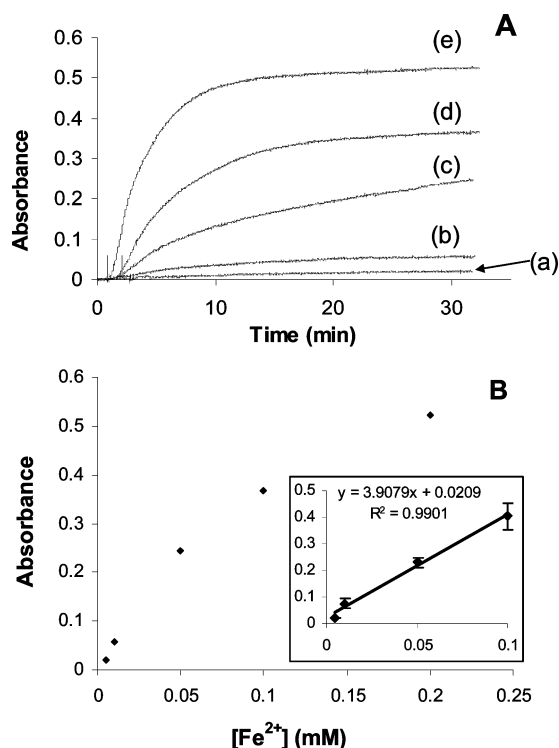 A
0.6
0.5
0.4
0.3
0.2
0.1
0
Absorbance
(e)
(d)
(c)
(b)
(a)
0 10 20 30
Time (min)
B
0.6
0.5
0.4
0.3
0.2
0.1
0
Absorbance
y = 3.9079x + 0.0209
R² = 0.9901
0.5
0.4
0.3
0.2
0.1
0
0 0.05 0.1
0 0.05 0.1 0.15 0.2 0.25
[Fe²⁺] (mM)